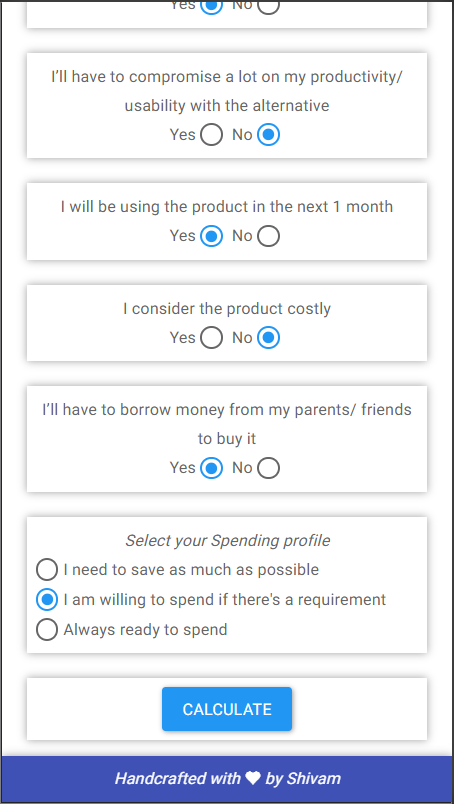 Yes No
I'll have to compromise a lot on my productivity/
usability with the alternative
Yes No
I will be using the product in the next 1 month
Yes No
I consider the product costly
Yes No
I'll have to borrow money from my parents/ friends
to buy it
Yes No
Select your Spending profile
I need to save as much as possible
I am willing to spend if there's a requirement
Always ready to spend
CALCULATE
Handcrafted with ♥ by Shivam